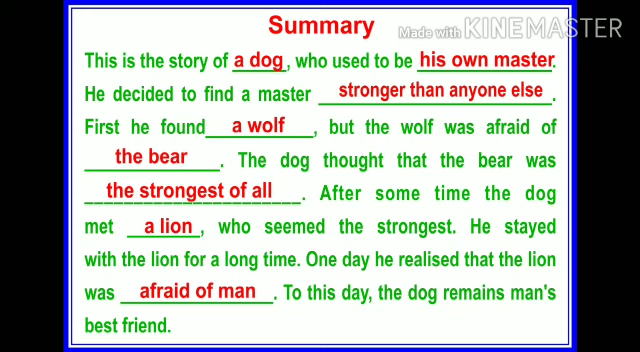 Summary
Made with KINEMASTER
This is the story of a dog, who used to be his own master.
He decided to find a master stronger than anyone else.
First he found a wolf, but the wolf was afraid of
the bear. The dog thought that the bear was
the strongest of all. After some time the dog
met a lion, who seemed the strongest. He stayed
with the lion for a long time. One day he realised that the lion
was afraid of man. To this day, the dog remains man's
best friend.